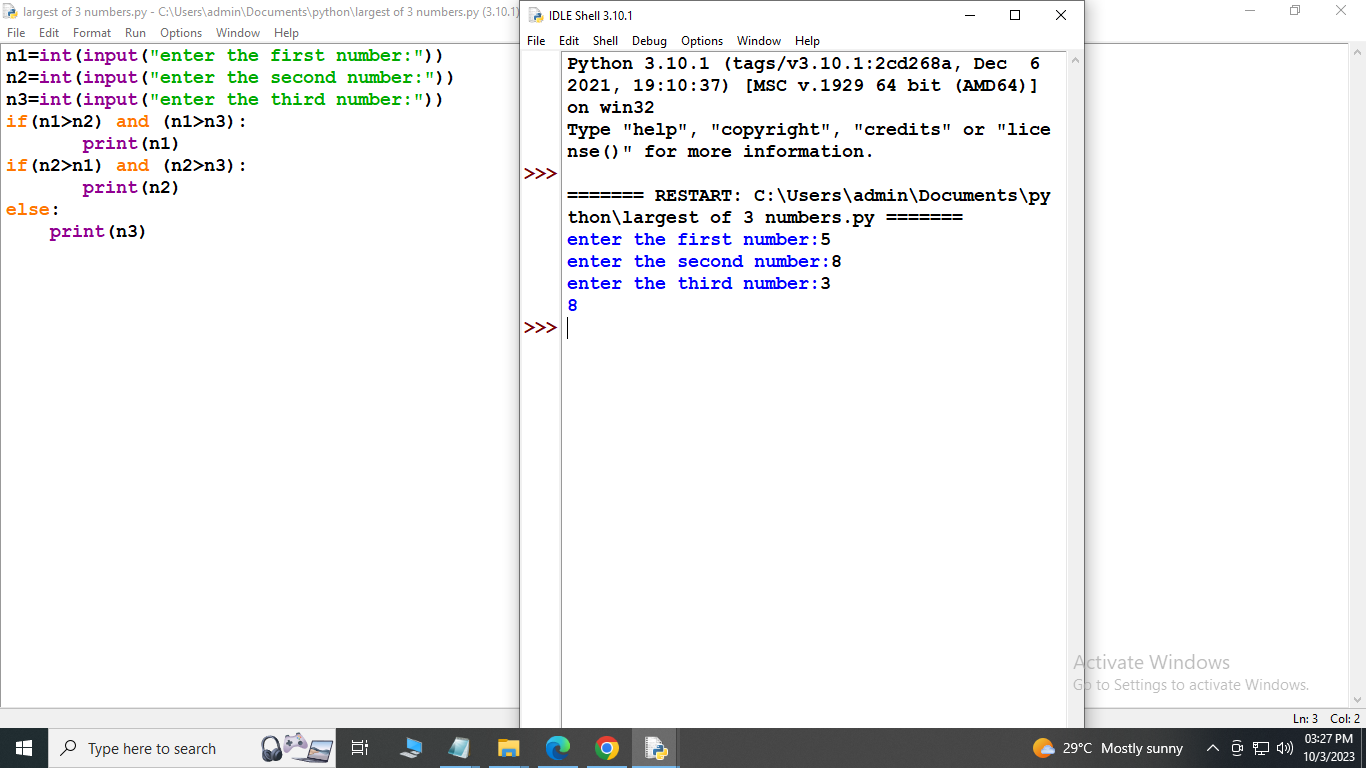 largest of 3 numbers.py - C:\Users\admin\Documents\python\largest of 3 numbers.py (3.10.1)
File Edit Format Run Options Window Help
n1=int(input("enter the first number:"))
n2=int(input("enter the second number:"))
n3=int(input("enter the third number:"))
if(n1>n2) and (n1>n3):
       print(n1)
if(n2>n1) and (n2>n3):
       print(n2)
else:
    print(n3)
IDLE Shell 3.10.1
File Edit Shell Debug Options Window Help
Python 3.10.1 (tags/v3.10.1:2cd268a, Dec  6
2021, 19:10:37) [MSC v.1929 64 bit (AMD64)]
on win32
Type "help", "copyright", "credits" or "lice
nse()" for more information.
>>>
======= RESTART: C:\Users\admin\Documents\py
thon\largest of 3 numbers.py =======
enter the first number:5
enter the second number:8
enter the third number:3
8
>>>
Activate Windows
Go to Settings to activate Windows.
Ln: 3 Col: 2
Type here to search
29°C Mostly sunny
03:27 PM
10/3/2023